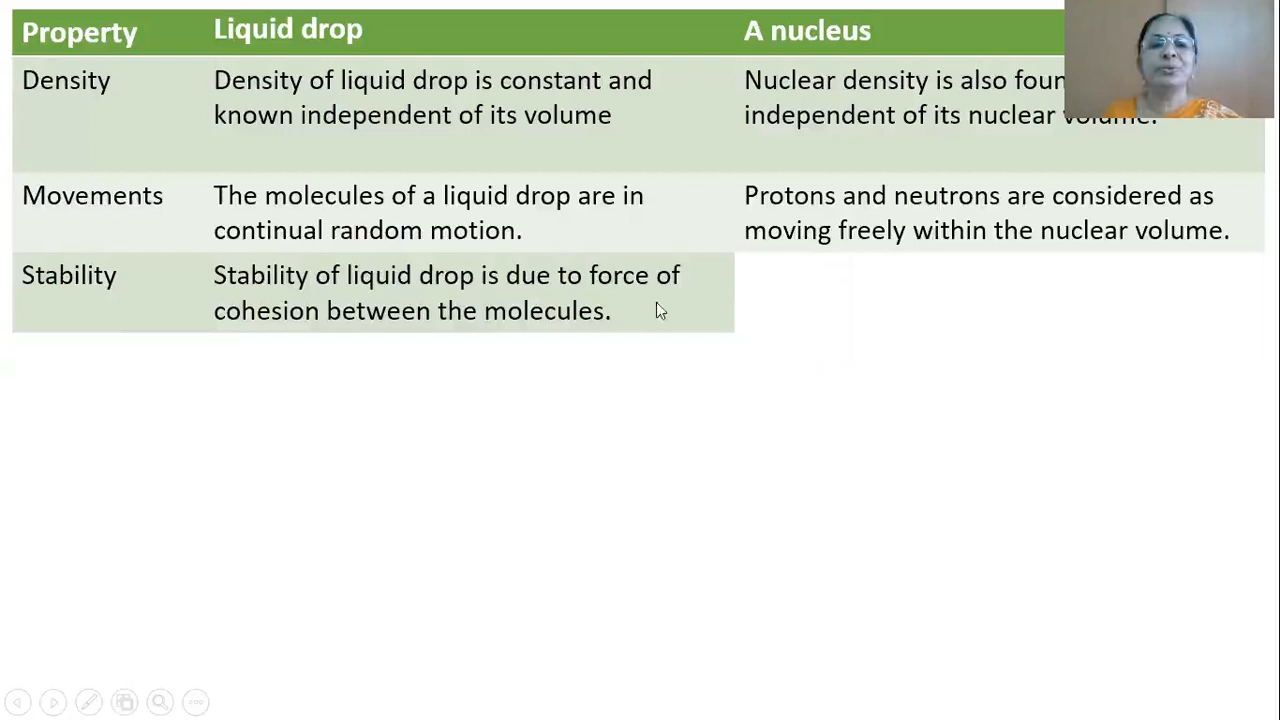 Property Liquid drop A nucleus
Density Density of liquid drop is constant and Nuclear density is also
known independent of its volume independent of its nuclear volume.
Movements The molecules of a liquid drop are in Protons and neutrons are considered as
continual random motion. moving freely within the nuclear volume.
Stability Stability of liquid drop is due to force of
cohesion between the molecules.